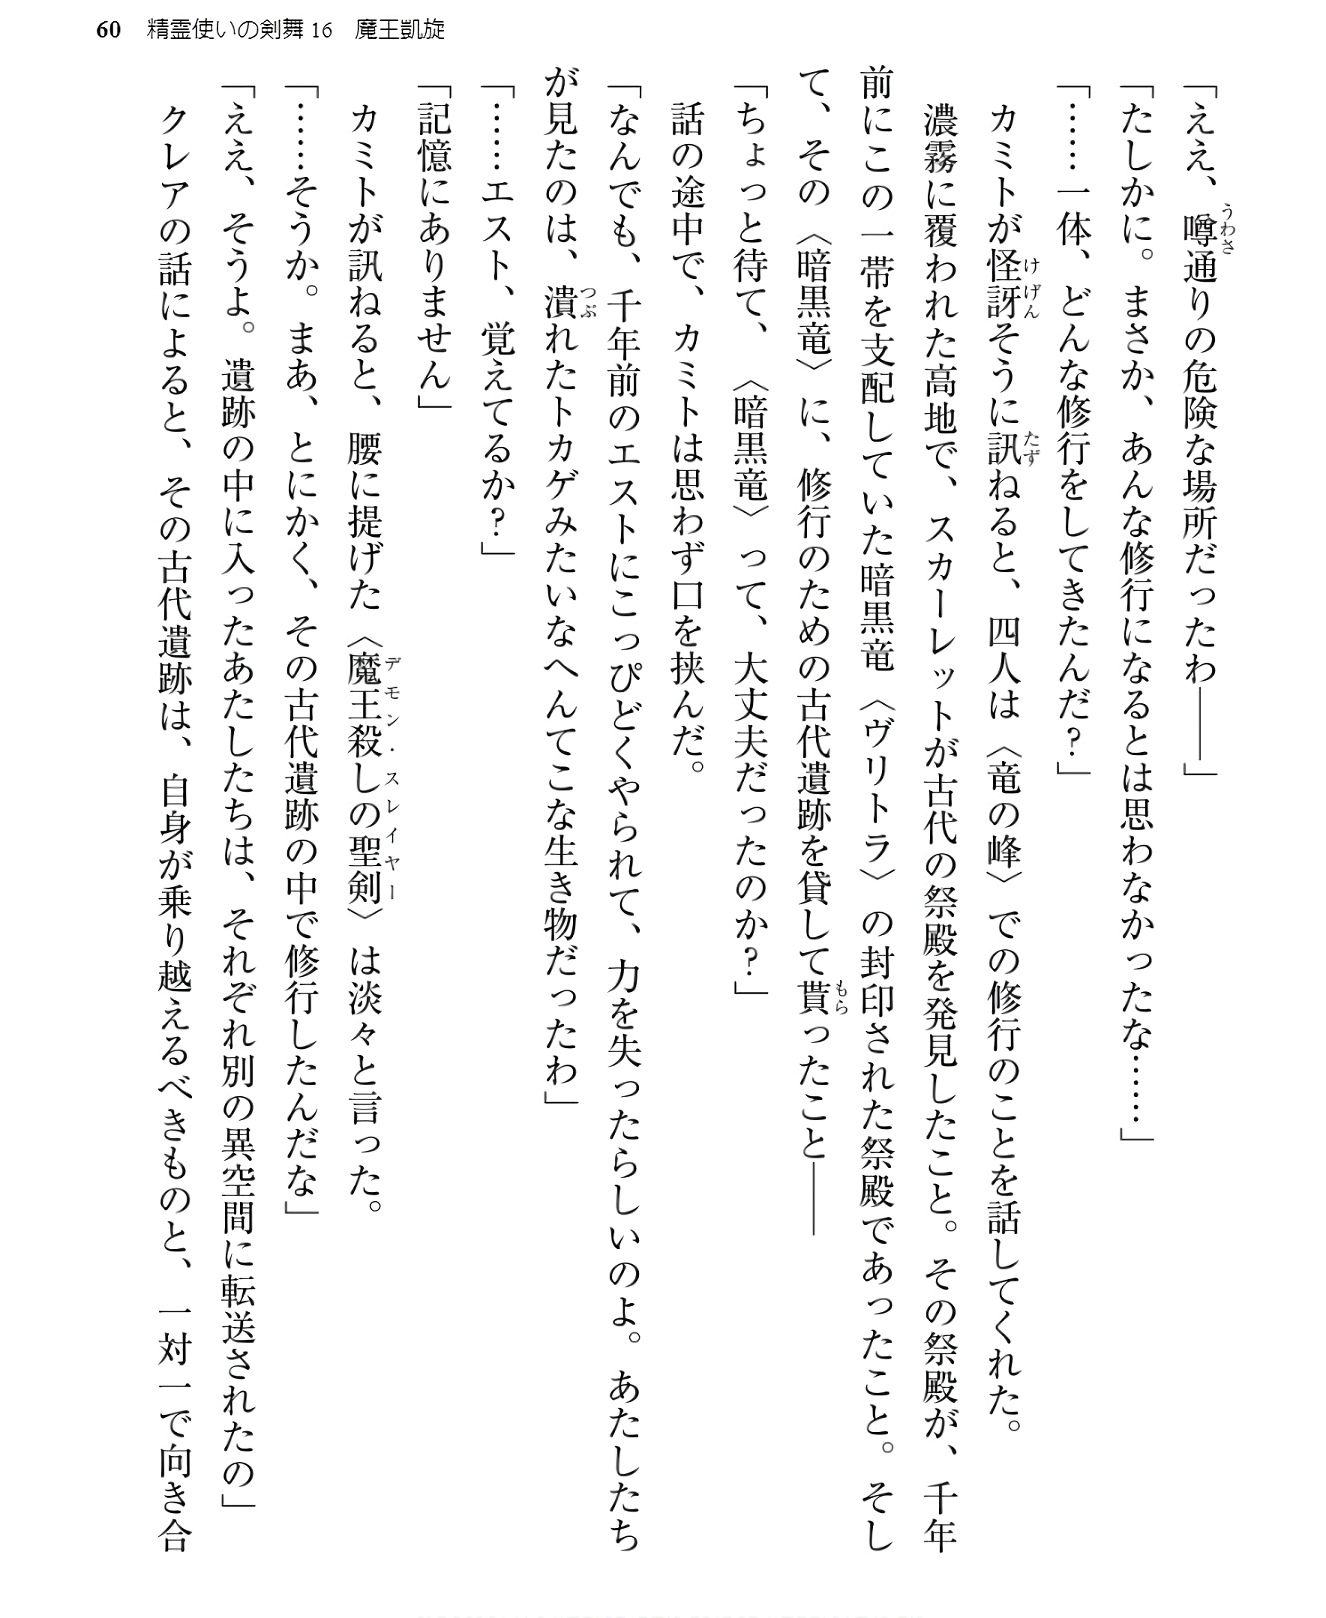 60　精霊使いの剣舞16　魔王凱旋
「ええ、噂通りの危険な場所だったわ――」
「たしかに。まさか、あんな修行になるとは思わなかったな……」
「……一体、どんな修行をしてきたんだ？」
　カミトが怪訝そうに訊ねると、四人は〈竜の峰〉での修行のことを話してくれた。
　濃霧に覆われた高地で、スカーレットが古代の祭殿を発見したこと。その祭殿が、千年
前にこの一帯を支配していた暗黒竜〈ヴリトラ〉の封印された祭殿であったこと。そし
て、その〈暗黒竜〉に、修行のための古代遺跡を貸して貰ったこと――
「ちょっと待て、〈暗黒竜〉って、大丈夫だったのか？」
　話の途中で、カミトは思わず口を挟んだ。
「なんでも、千年前のエストにこっぴどくやられて、力を失ったらしいのよ。あたしたち
が見たのは、潰れたトカゲみたいなへんてこな生き物だったわ」
「……エスト、覚えてるか？」
「記憶にありません」
　カミトが訊ねると、腰に提げた〈魔王殺しの聖剣〉は淡々と言った。
「……そうか。まあ、とにかく、その古代遺跡の中で修行したんだな」
「ええ、そうよ。遺跡の中に入ったあたしたちは、それぞれ別の異空間に転送されたの」
　クレアの話によると、その古代遺跡は、自身が乗り越えるべきものと、一対一で向き合